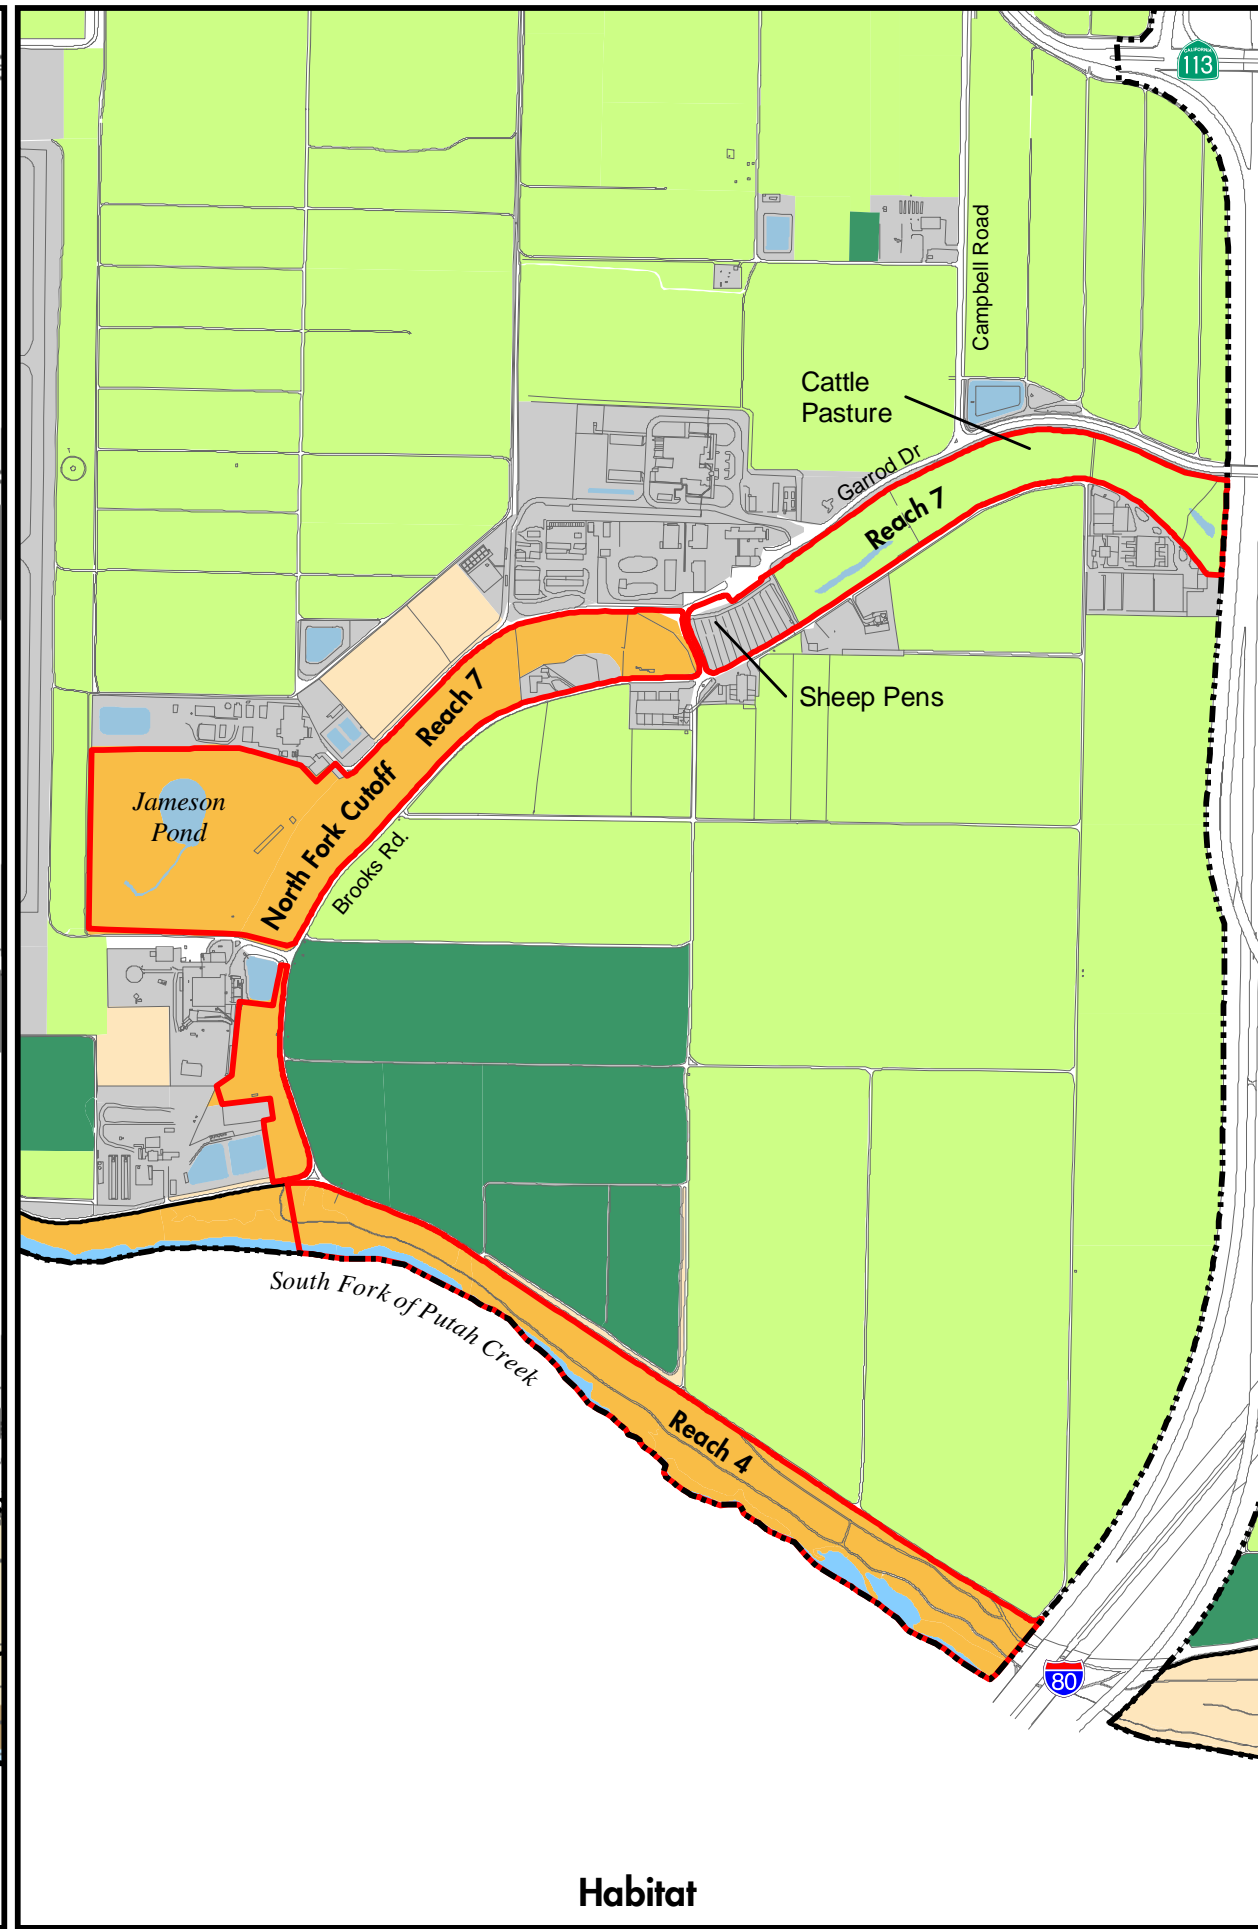 CALIFORNIA
113
Campbell Road
Cattle
Pasture
Garrod Dr
Reach 7
Sheep Pens
Reach 7
North Fork Cutoff
Jameson
Pond
Brooks Rd.
South Fork of Putah Creek
Reach 4
80
Habitat